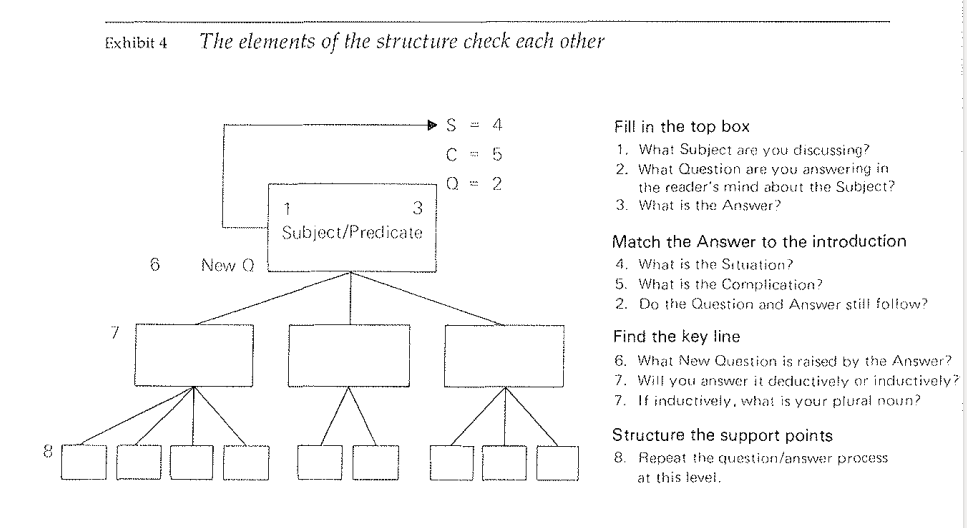 Exhibit 4 The elements of the structure check each other
S = 4
C = 5
Q = 2
1 3
Subject/Predicate
6 New Q
7
8
Fill in the top box
1. What Subject are you discussing?
2. What Question are you answering in
the reader's mind about the Subject?
3. What is the Answer?
Match the Answer to the introduction
4. What is the Situation?
5. What is the Complication?
2. Do the Question and Answer still follow?
Find the key line
6. What New Question is raised by the Answer?
7. Will you answer it deductively or inductively?
7. If inductively, what is your plural noun?
Structure the support points
8. Repeat the question/answer process
at this level.